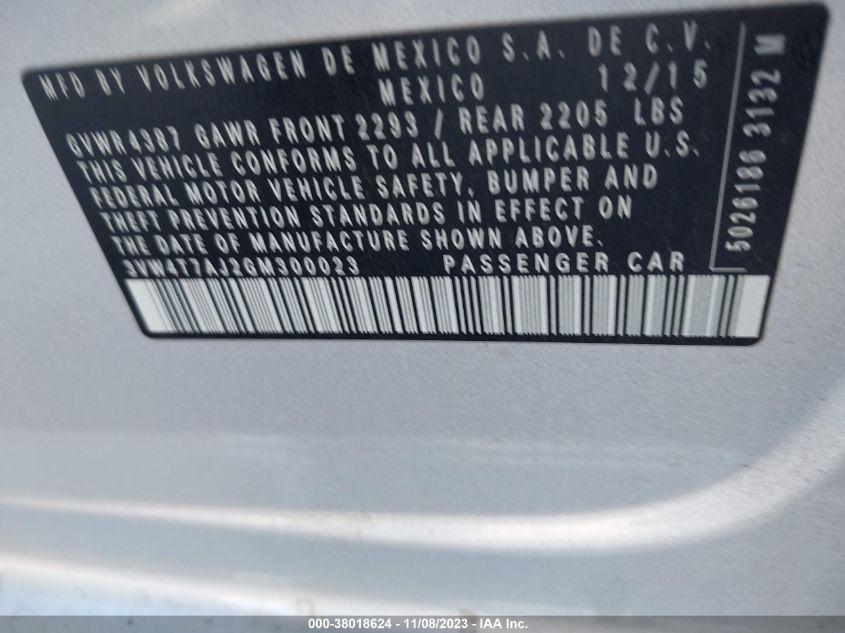 MFD BY VOLKSWAGEN DE MEXICO S.A. DE C.V.
MEXICO 12/15
GVWR 4387 GAWR FRONT 2293 / REAR 2205 LBS
THIS VEHICLE CONFORMS TO ALL APPLICABLE U.S.
FEDERAL MOTOR VEHICLE SAFETY, BUMPER AND
THEFT PREVENTION STANDARDS IN EFFECT ON
THE DATE OF MANUFACTURE SHOWN ABOVE.
3VW4T7AJ2GM300023 PASSENGER CAR
5026186 3132 M
000-38018624 - 11/08/2023 - IAA Inc.